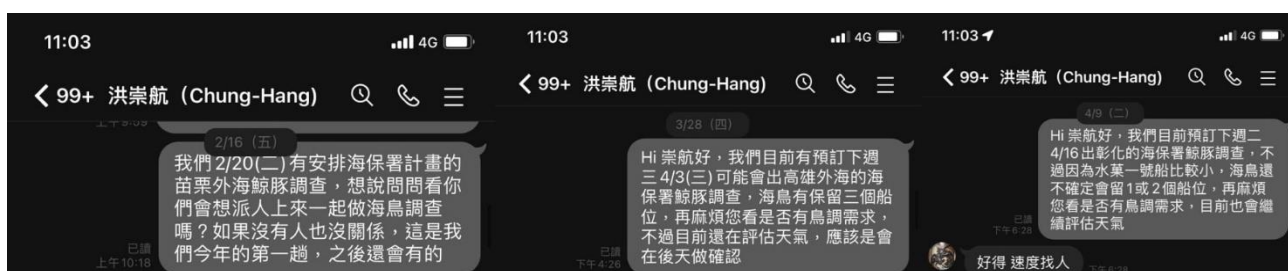 11:03
4G
99+ 洪崇航（Chung-Hang)
上午9:59
2/16（五）
我們2/20(二)有安排海保署計畫的
苗栗外海鯨豚調查，想說問問看你
們會想派人上來一起做海鳥調查
嗎？如果沒有人也沒關係，這是我
們今年的第一趟，之後還會有的
已讀
上午10:18
11:03
4G
99+ 洪崇航（Chung-Hang)
3/28（四）
Hi 崇航好，我們目前有預訂下週
三4/3(三)可能會出高雄外海的海
保署鯨豚調查，海鳥有保留三個船
位，再麻煩您看是否有鳥調需求，
不過目前還在評估天氣，應該是會
在後天做確認
已讀
下午4:26
11:03
4G
99+ 洪崇航（Chung-Hang)
4/9（二）
Hi 崇航好，我們目前預訂下週二
4/16出彰化的海保署鯨豚調查，不
過因為水菓一號船比較小，海鳥還
不確定會留1或2個船位，再麻煩
您看是否有鳥調需求，目前也會繼
續評估天氣
已讀
下午6:28
好得 速度找人
下午6:28